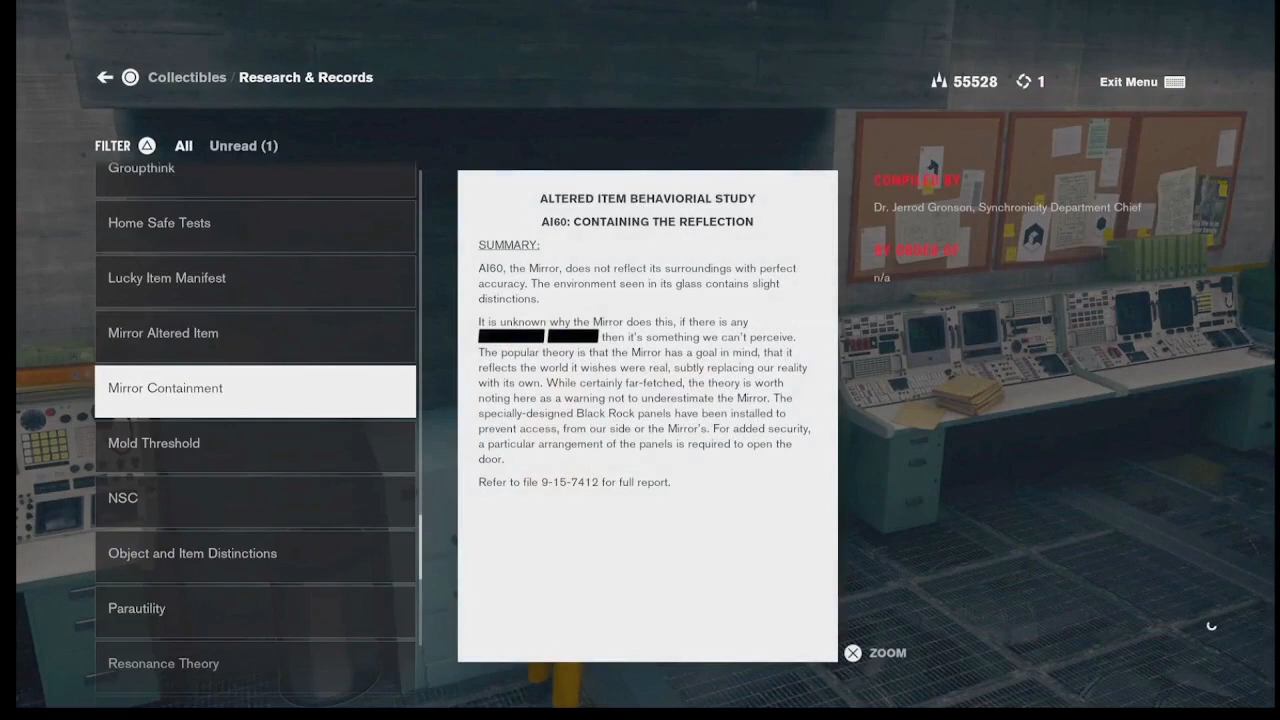 Collectibles / Research & Records
55528
1
Exit Menu
FILTER All Unread (1)
Groupthink
Home Safe Tests
Lucky Item Manifest
Mirror Altered Item
Mirror Containment
Mold Threshold
NSC
Object and Item Distinctions
Parautility
Resonance Theory
ALTERED ITEM BEHAVIORIAL STUDY
AI60: CONTAINING THE REFLECTION
SUMMARY:
AI60, the Mirror, does not reflect its surroundings with perfect
accuracy. The environment seen in its glass contains slight
distinctions.
It is unknown why the Mirror does this, if there is any
then it's something we can't perceive.
The popular theory is that the Mirror has a goal in mind, that it
reflects the world it wishes were real, subtly replacing our reality
with its own. While certainly far-fetched, the theory is worth
noting here as a warning not to underestimate the Mirror. The
specially-designed Black Rock panels have been installed to
prevent access, from our side or the Mirror's. For added security,
a particular arrangement of the panels is required to open the
door.
Refer to file 9-15-7412 for full report.
COMPILED BY
Dr. Jerrod Gronson, Synchronicity Department Chief
BY ORDER OF
n/a
ZOOM